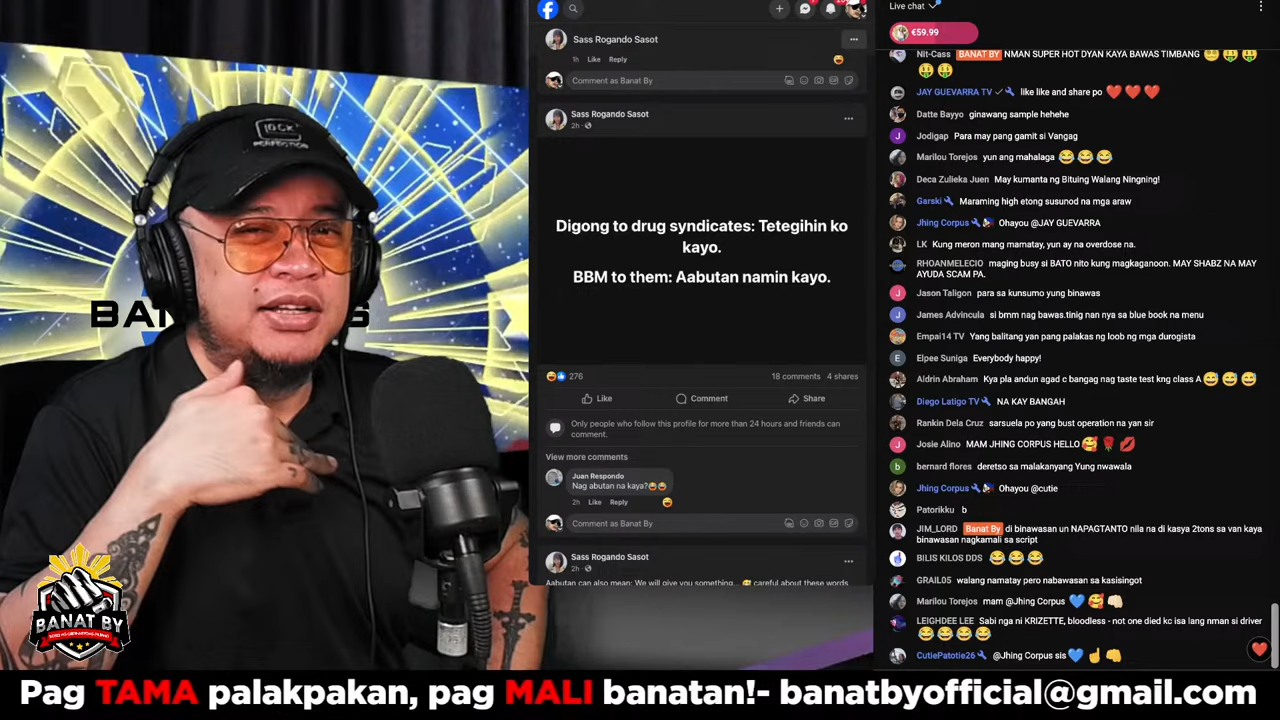 LOCK
PERFECTION
BANAT BY
Sass Rogando Sasot
1h Like Reply
Comment as Banat By
Sass Rogando Sasot
2h
Digong to drug syndicates: Tetegihin ko
kayo.
BBM to them: Aabutan namin kayo.
276
18 comments 4 shares
Like Comment Share
Only people who follow this profile for more than 24 hours and friends can
comment.
View more comments
Juan Respondo
Nag abutan na kaya?😂😂
2h Like Reply
Comment as Banat By
Sass Rogando Sasot
2h
Aabutan can also mean: We will give you something... 😅 careful about these words
Live chat
€59.99
Nit-Cass BANAT BY NMAN SUPER HOT DYAN KAYA BAWAS TIMBANG
JAY GUEVARRA TV like like and share po ❤️❤️❤️
Datte Bayyo ginawang sample hehehe
Jodigap Para may pang gamit si Vangag
Marilou Torejos yun ang mahalaga 😂😂😂
Deca Zulieka Juen May kumanta ng Bituing Walang Ningning!
Garski Maraming high etong susunod na mga araw
Jhing Corpus Ohayou @JAY GUEVARRA
LK Kung meron mang mamatay, yun ay na overdose na.
RHOANMELECIO maging busy si BATO nito kung magkaganoon. MAY SHABZ NA MAY
AYUDA SCAM PA.
Jason Taligon para sa kunsumo yung binawas
James Advincula si bmm nag bawas.tinig nan nya sa blue book na menu
Empai14 TV Yang balitang yan pang palakas ng loob ng mga durogista
Elpee Suniga Everybody happy!
Aldrin Abraham Kya pla andun agad c bangag nag taste test kng class A 😅😅😅
Diego Latigo TV NA KAY BANGAH
Rankin Dela Cruz sarsuela po yang bust operation na yan sir
Josie Alino MAM JHING CORPUS HELLO 🥰🌹💋
bernard flores deretso sa malakanyang Yung nwawala
Jhing Corpus Ohayou @cutie
Patorikku b
JIM_LORD Banat By di binawasan un NAPAGTANTO nila na di kasya 2tons sa van kaya
binawasan nagkamali sa script
BILIS KILOS DDS 😂😂😂
GRAIL05 walang namatay pero nabawasan sa kasisingot
Marilou Torejos mam @Jhing Corpus 💙🥰👊🏻
LEIGHDEE LEE Sabi nga ni KRIZETTE, bloodless - not one died kc isa lang nman si driver
😂😂😂😂
CutiePatotie26 @Jhing Corpus sis💙☝️👊
Pag TAMA palakpakan, pag MALI banatan!- banatbyofficial@gmail.com